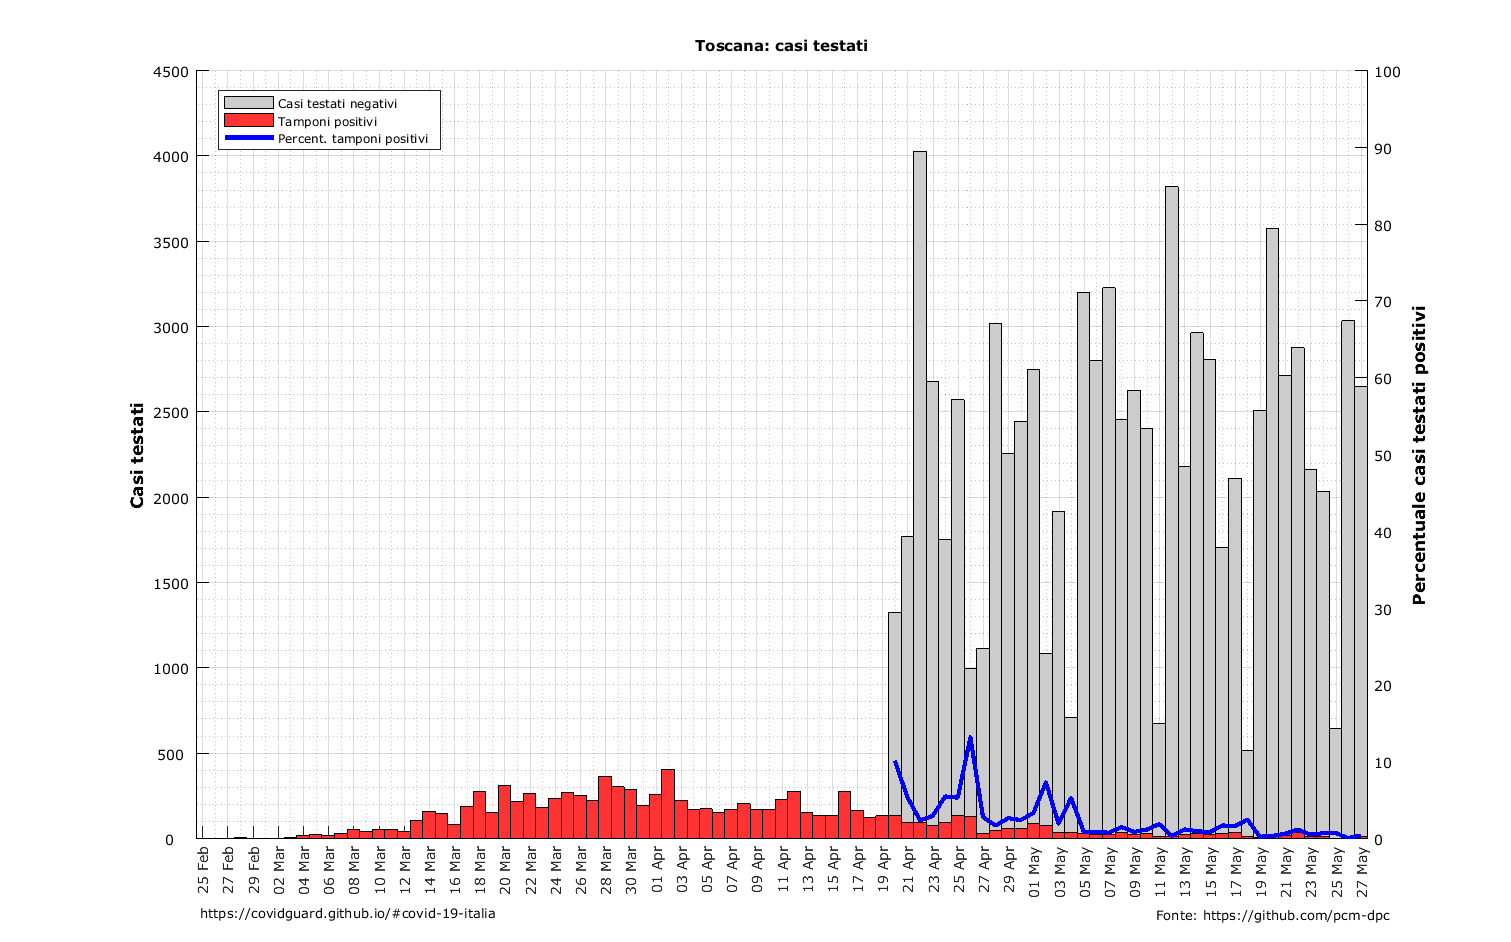 Toscana: casi testati
Casi testati negativi
Tamponi positivi
Percent. tamponi positivi
Casi testati
4500
4000
3500
3000
2500
2000
1500
1000
500
0
100
90
80
70
60
50
40
30
20
10
0
Percentuale casi testati positivi
25 Feb
27 Feb
29 Feb
02 Mar
04 Mar
06 Mar
08 Mar
10 Mar
12 Mar
14 Mar
16 Mar
18 Mar
20 Mar
22 Mar
24 Mar
26 Mar
28 Mar
30 Mar
01 Apr
03 Apr
05 Apr
07 Apr
09 Apr
11 Apr
13 Apr
15 Apr
17 Apr
19 Apr
21 Apr
23 Apr
25 Apr
27 Apr
29 Apr
01 May
03 May
05 May
07 May
09 May
11 May
13 May
15 May
17 May
19 May
21 May
23 May
25 May
27 May
https://covidguard.github.io/#covid-19-italia
Fonte: https://github.com/pcm-dpc